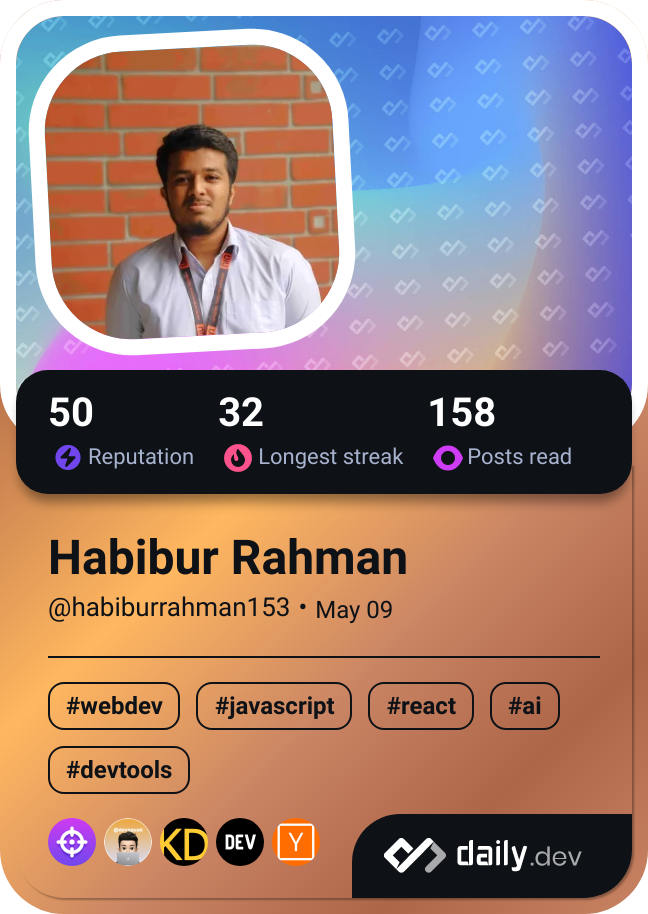 50 32 158
Reputation Longest streak Posts read
Habibur Rahman
@habiburrahman153 • May 09
#webdev #javascript #react #ai
#devtools
KD DEV Y
daily.dev